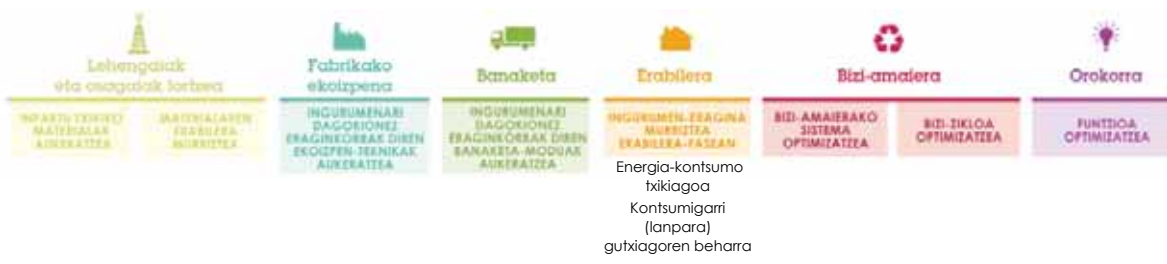 Lehengaiak
eta osagaiak lortzea
INPAKTU TXIKIKO
MATERIALAK
AUKERATZEA
MATERIALAREN
ERABILERA
MURRIZTEA
Fabrikako
ekoizpena
INGURUMENARI
DAGOKIONEZ
ERAGINKORRAK DIREN
EKOIZPEN-TEKNIKAK
AUKERATZEA
Banaketa
INGURUMENARI
DAGOKIONEZ
ERAGINKORRAK DIREN
BANAKETA-MODUAK
AUKERATZEA
Erabilera
INGURUMEN-ERAGINA
MURRIZTEA
ERABILERA-FASEAN
Energia-kontsumo
txikiagoa
Kontsumigarri
(lanpara)
gutxiagoren beharra
Bizi-amaiera
BIZI-AMAIERAKO
SISTEMA
OPTIMIZATZEA
BIZI-ZIKLOA
OPTIMIZATZEA
Orokorra
FUNTZIOA
OPTIMIZATZEA